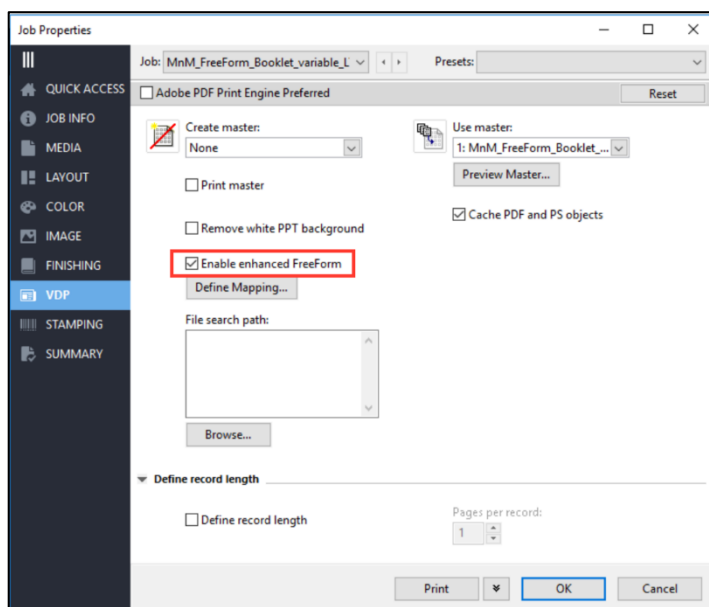 Job Properties
Job: MnM_FreeForm_Booklet_variable_L
Presets:
QUICK ACCESS
JOB INFO
MEDIA
LAYOUT
COLOR
IMAGE
FINISHING
VDP
STAMPING
SUMMARY
Adobe PDF Print Engine Preferred
Reset
Create master:
None
Print master
Remove white PPT background
Enable enhanced FreeForm
Define Mapping...
File search path:
Browse...
Use master:
1: MnM_FreeForm_Booklet_...
Preview Master...
Cache PDF and PS objects
Define record length
Define record length
Pages per record:
1
Print
OK
Cancel